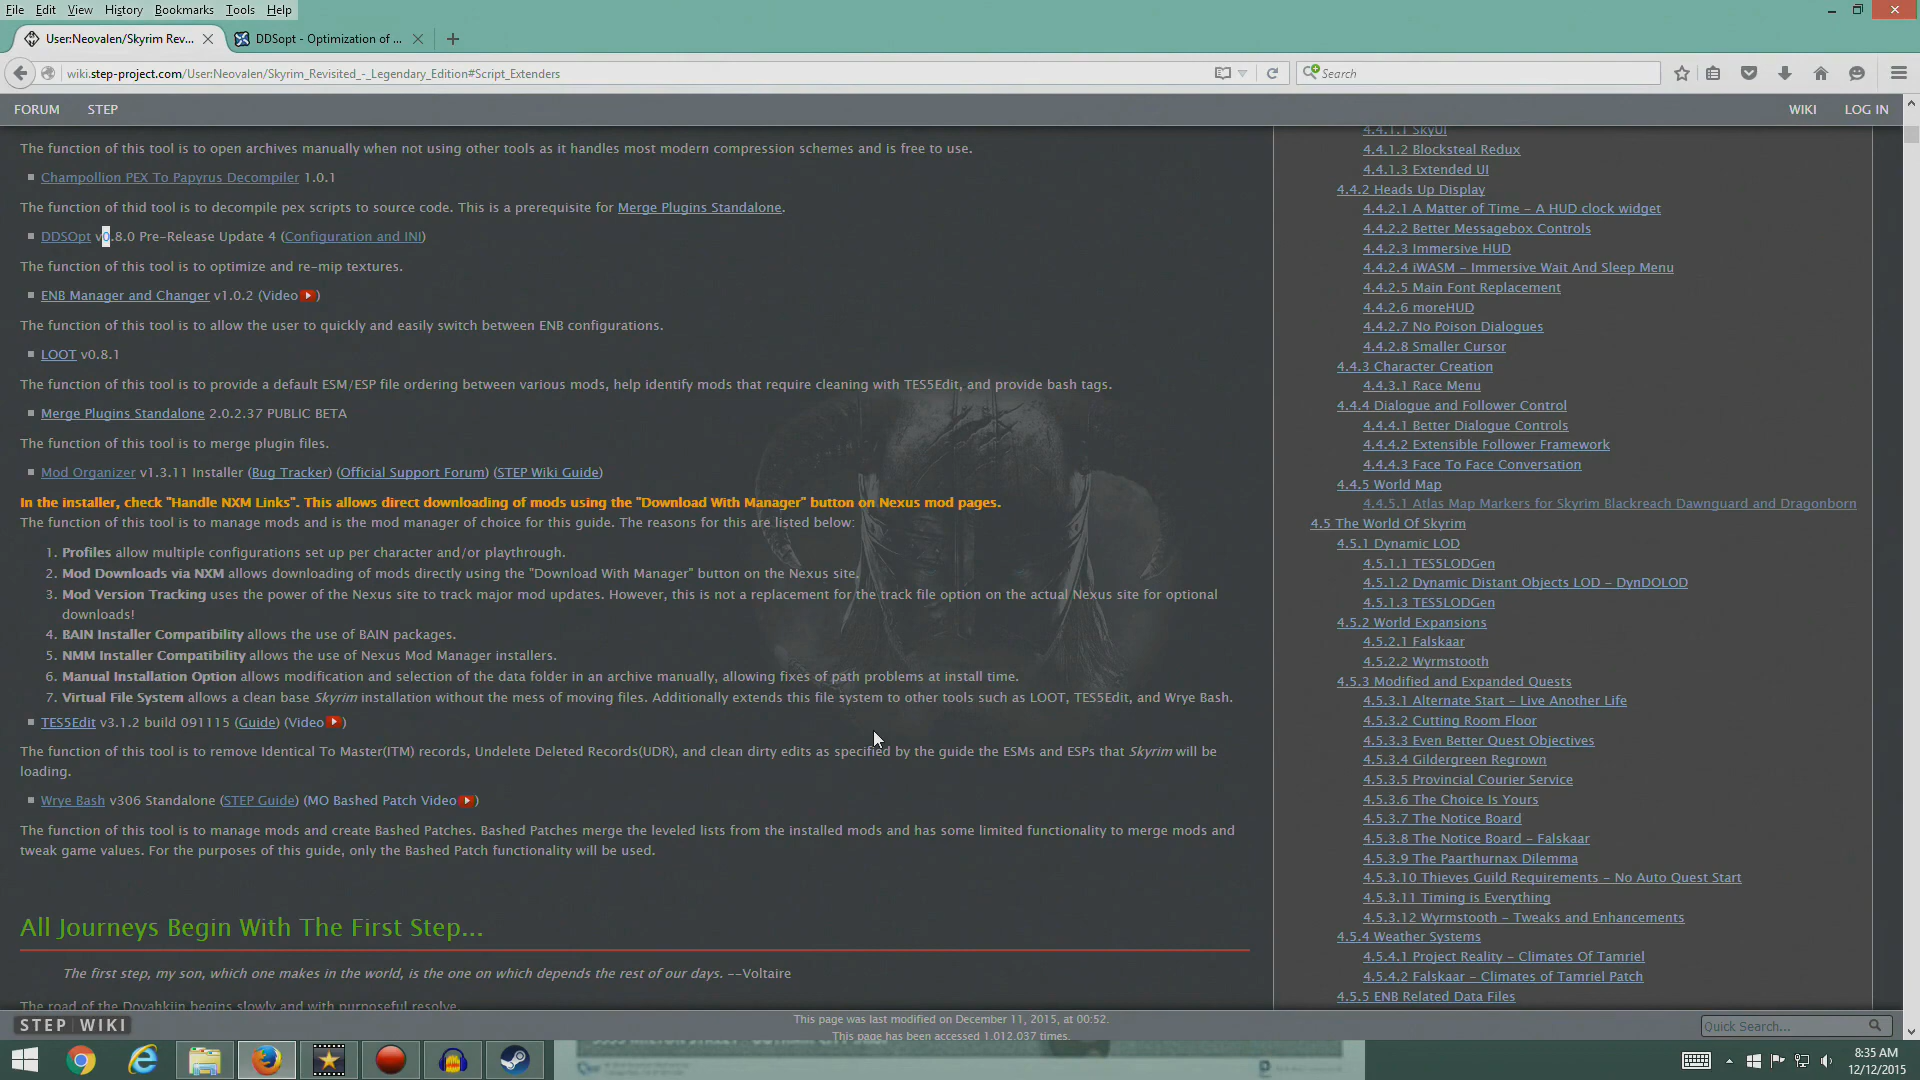 File Edit View History Bookmarks Tools Help
User:Neovalen/Skyrim Rev...
DDSopt - Optimization of ...
wiki.step-project.com/User:Neovalen/Skyrim_Revisited_-_Legendary_Edition#Script_Extenders
Search
FORUM STEP
WIKI LOG IN
The function of this tool is to open archives manually when not using other tools as it handles most modern compression schemes and is free to use.
Champollion PEX To Papyrus Decompiler 1.0.1
The function of thid tool is to decompile pex scripts to source code. This is a prerequisite for Merge Plugins Standalone.
DDSOpt v0.8.0 Pre-Release Update 4 (Configuration and INI)
The function of this tool is to optimize and re-mip textures.
ENB Manager and Changer v1.0.2 (Video)
The function of this tool is to allow the user to quickly and easily switch between ENB configurations.
LOOT v0.8.1
The function of this tool is to provide a default ESM/ESP file ordering between various mods, help identify mods that require cleaning with TES5Edit, and provide bash tags.
Merge Plugins Standalone 2.0.2.37 PUBLIC BETA
The function of this tool is to merge plugin files.
Mod Organizer v1.3.11 Installer (Bug Tracker) (Official Support Forum) (STEP Wiki Guide)
In the installer, check "Handle NXM Links". This allows direct downloading of mods using the "Download With Manager" button on Nexus mod pages.
The function of this tool is to manage mods and is the mod manager of choice for this guide. The reasons for this are listed below:
1. Profiles allow multiple configurations set up per character and/or playthrough.
2. Mod Downloads via NXM allows downloading of mods directly using the "Download With Manager" button on the Nexus site.
3. Mod Version Tracking uses the power of the Nexus site to track major mod updates. However, this is not a replacement for the track file option on the actual Nexus site for optional
downloads!
4. BAIN Installer Compatibility allows the use of BAIN packages.
5. NMM Installer Compatibility allows the use of Nexus Mod Manager installers.
6. Manual Installation Option allows modification and selection of the data folder in an archive manually, allowing fixes of path problems at install time.
7. Virtual File System allows a clean base Skyrim installation without the mess of moving files. Additionally extends this file system to other tools such as LOOT, TES5Edit, and Wrye Bash.
TES5Edit v3.1.2 build 091115 (Guide) (Video)
The function of this tool is to remove Identical To Master(ITM) records, Undelete Deleted Records(UDR), and clean dirty edits as specified by the guide the ESMs and ESPs that Skyrim will be
loading.
Wrye Bash v306 Standalone (STEP Guide) (MO Bashed Patch Video)
The function of this tool is to manage mods and create Bashed Patches. Bashed Patches merge the leveled lists from the installed mods and has some limited functionality to merge mods and
tweak game values. For the purposes of this guide, only the Bashed Patch functionality will be used.
All Journeys Begin With The First Step...
The first step, my son, which one makes in the world, is the one on which depends the rest of our days. --Voltaire
The road of the Dovahkiin begins slowly and with purposeful resolve.
4.4.1.1 SkyUI
4.4.1.2 Blocksteal Redux
4.4.1.3 Extended UI
4.4.2 Heads Up Display
4.4.2.1 A Matter of Time – A HUD clock widget
4.4.2.2 Better Messagebox Controls
4.4.2.3 Immersive HUD
4.4.2.4 iWASM – Immersive Wait And Sleep Menu
4.4.2.5 Main Font Replacement
4.4.2.6 moreHUD
4.4.2.7 No Poison Dialogues
4.4.2.8 Smaller Cursor
4.4.3 Character Creation
4.4.3.1 Race Menu
4.4.4 Dialogue and Follower Control
4.4.4.1 Better Dialogue Controls
4.4.4.2 Extensible Follower Framework
4.4.4.3 Face To Face Conversation
4.4.5 World Map
4.4.5.1 Atlas Map Markers for Skyrim Blackreach Dawnguard and Dragonborn
4.5 The World Of Skyrim
4.5.1 Dynamic LOD
4.5.1.1 TES5LODGen
4.5.1.2 Dynamic Distant Objects LOD – DynDOLOD
4.5.1.3 TES5LODGen
4.5.2 World Expansions
4.5.2.1 Falskaar
4.5.2.2 Wyrmstooth
4.5.3 Modified and Expanded Quests
4.5.3.1 Alternate Start – Live Another Life
4.5.3.2 Cutting Room Floor
4.5.3.3 Even Better Quest Objectives
4.5.3.4 Gildergreen Regrown
4.5.3.5 Provincial Courier Service
4.5.3.6 The Choice Is Yours
4.5.3.7 The Notice Board
4.5.3.8 The Notice Board – Falskaar
4.5.3.9 The Paarthurnax Dilemma
4.5.3.10 Thieves Guild Requirements – No Auto Quest Start
4.5.3.11 Timing is Everything
4.5.3.12 Wyrmstooth – Tweaks and Enhancements
4.5.4 Weather Systems
4.5.4.1 Project Reality – Climates Of Tamriel
4.5.4.2 Falskaar – Climates of Tamriel Patch
4.5.5 ENB Related Data Files
STEP WIKI
This page was last modified on December 11, 2015, at 00:52.
This page has been accessed 1,012,037 times.
Quick Search...
8:35 AM
12/12/2015